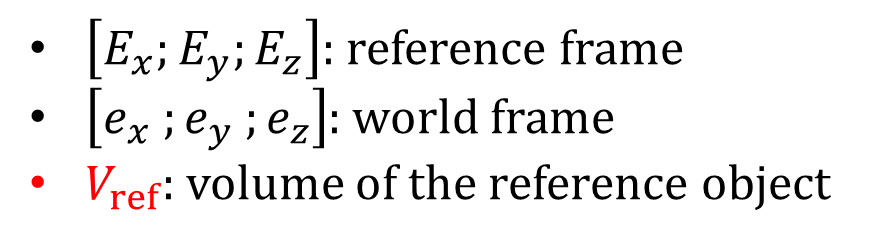 • [E_x; E_y; E_z]: reference frame
• [e_x ; e_y ; e_z]: world frame
• V_ref: volume of the reference object